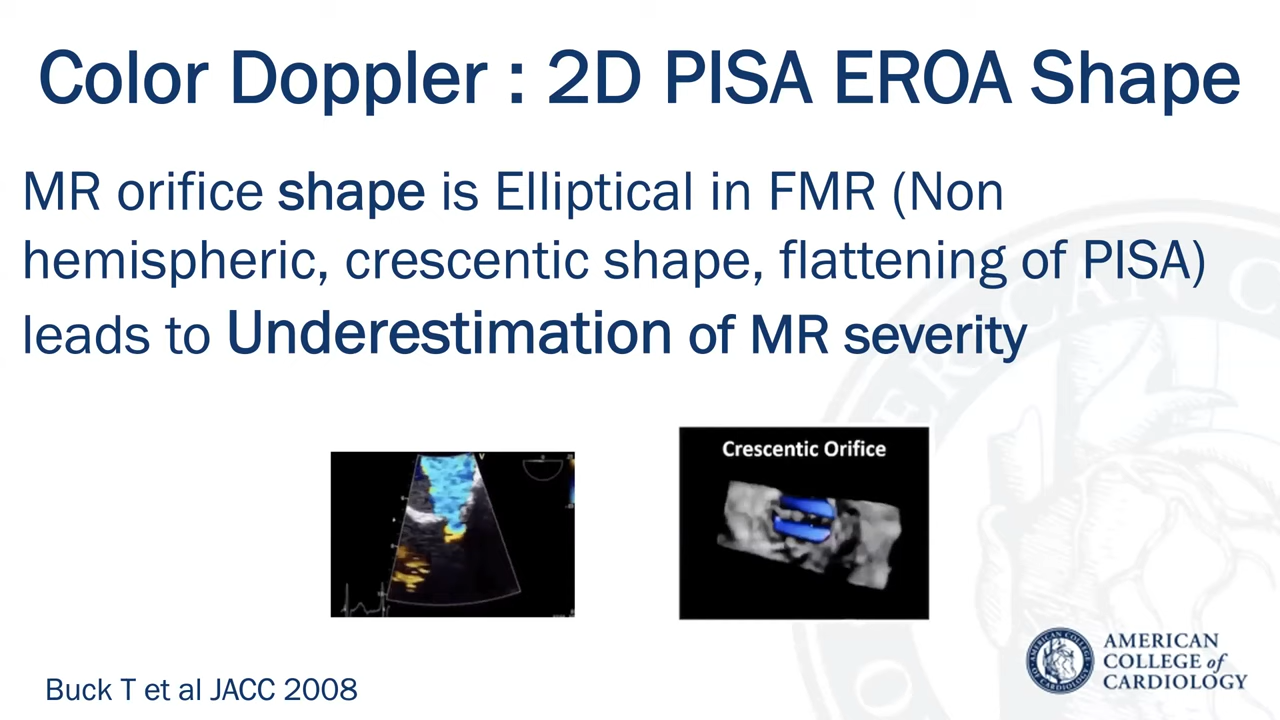 Color Doppler : 2D PISA EROA Shape
MR orifice shape is Elliptical in FMR (Non
hemispheric, crescentic shape, flattening of PISA)
leads to Underestimation of MR severity
Crescentic Orifice
V
Buck T et al JACC 2008
AMERICAN
COLLEGE of
CARDIOLOGY